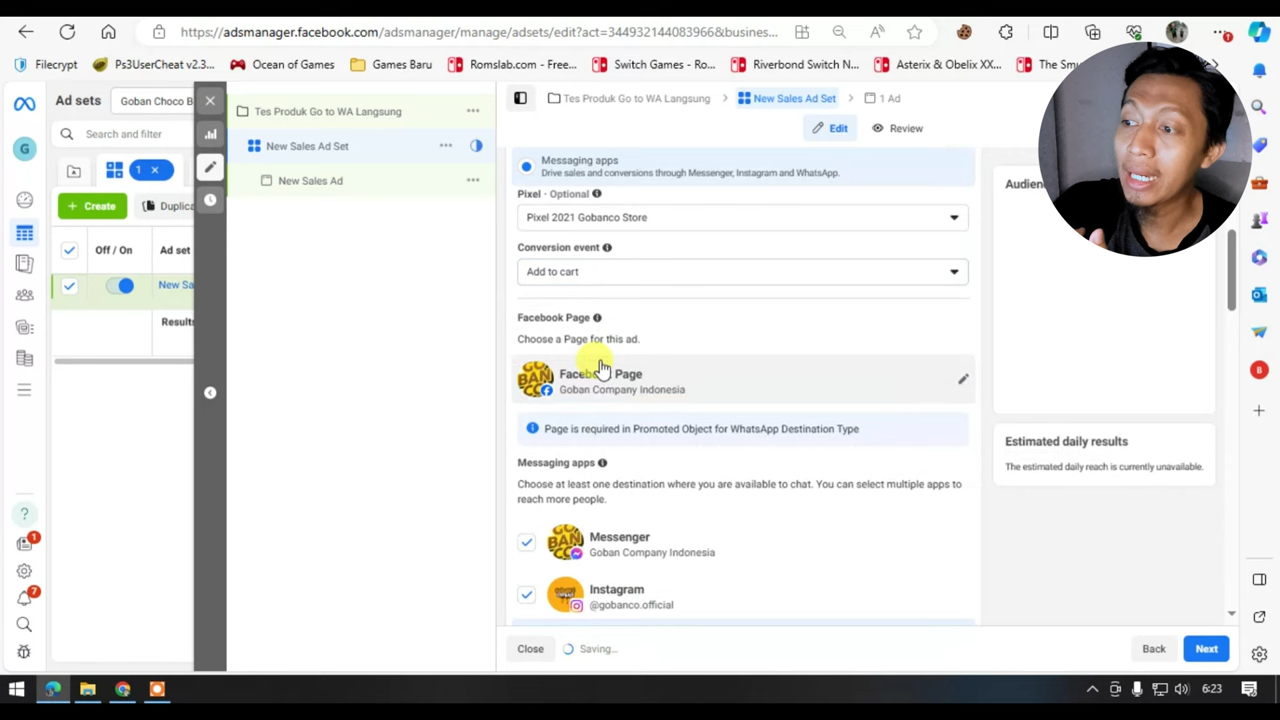 https://adsmanager.facebook.com/adsmanager/manage/adsets/edit?act=344932144083966&busines...
Filecrypt
Ps3UserCheat v2.3...
Ocean of Games
Games Baru
Romslab.com - Free...
Switch Games - Ro...
Riverbond Switch N...
Asterix & Obelix XX...
The Smu
Ad sets
Goban Choco B
Search and filter
1
Create
Duplica
Off / On
Ad set
New Sa
Results
Tes Produk Go to WA Langsung
New Sales Ad Set
New Sales Ad
Tes Produk Go to WA Langsung
New Sales Ad Set
1 Ad
Edit
Review
Messaging apps
Drive sales and conversions through Messenger, Instagram and WhatsApp.
Pixel · Optional
Pixel 2021 Gobanco Store
Conversion event
Add to cart
Facebook Page
Choose a Page for this ad.
Facebook Page
Goban Company Indonesia
Page is required in Promoted Object for WhatsApp Destination Type
Messaging apps
Choose at least one destination where you are available to chat. You can select multiple apps to
reach more people.
Messenger
Goban Company Indonesia
Instagram
@gobanco.official
Audien
Estimated daily results
The estimated daily reach is currently unavailable.
Close
Saving...
Back
Next
G
1
7
B
6:23